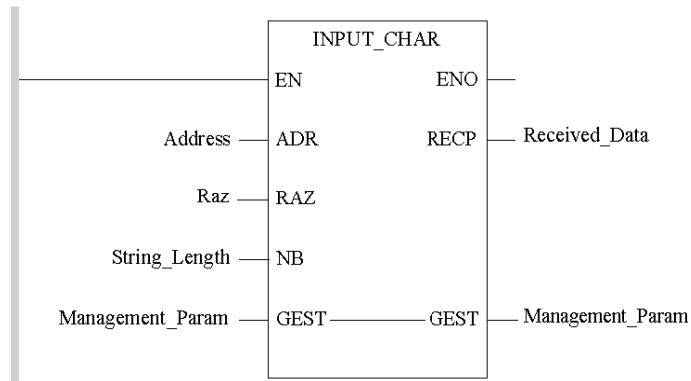 INPUT_CHAR
EN ENO
Address ADR RECP Received_Data
Raz RAZ
String_Length NB
Management_Param GEST GEST Management_Param